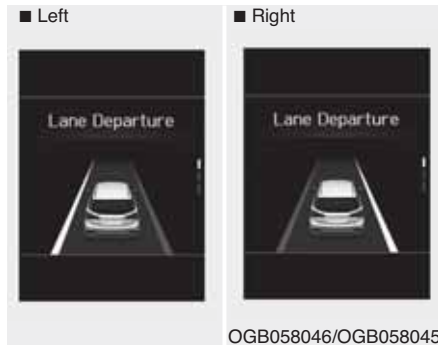 ■ Left
■ Right
Lane Departure
Lane Departure
OGB058046/OGB058045